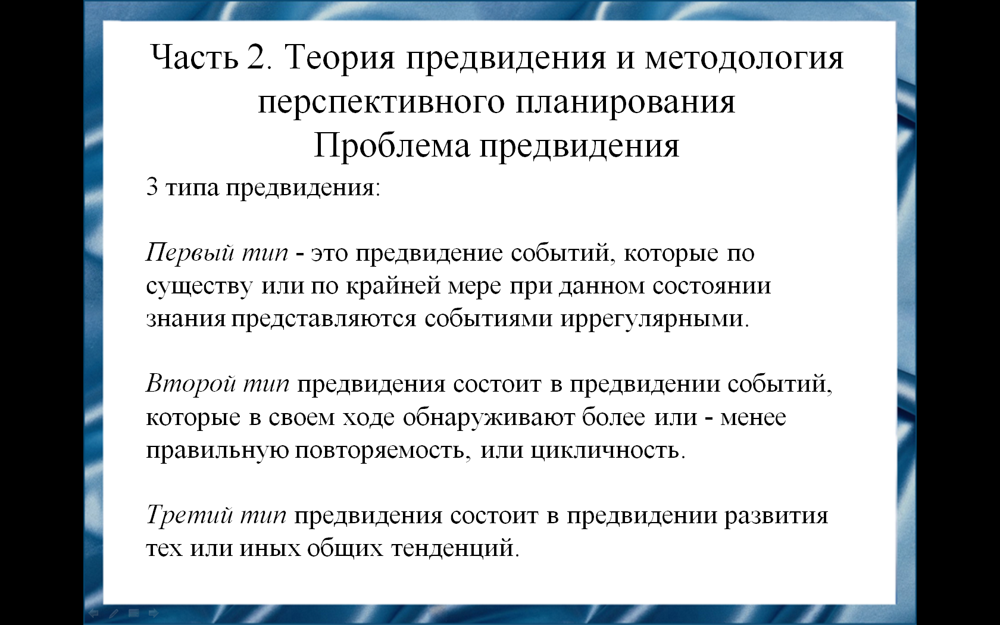 Часть 2. Теория предвидения и методология
перспективного планирования
Проблема предвидения
3 типа предвидения:
Первый тип - это предвидение событий, которые по
существу или по крайней мере при данном состоянии
знания представляются событиями иррегулярными.
Второй тип предвидения состоит в предвидении событий,
которые в своем ходе обнаруживают более или - менее
правильную повторяемость, или цикличность.
Третий тип предвидения состоит в предвидении развития
тех или иных общих тенденций.